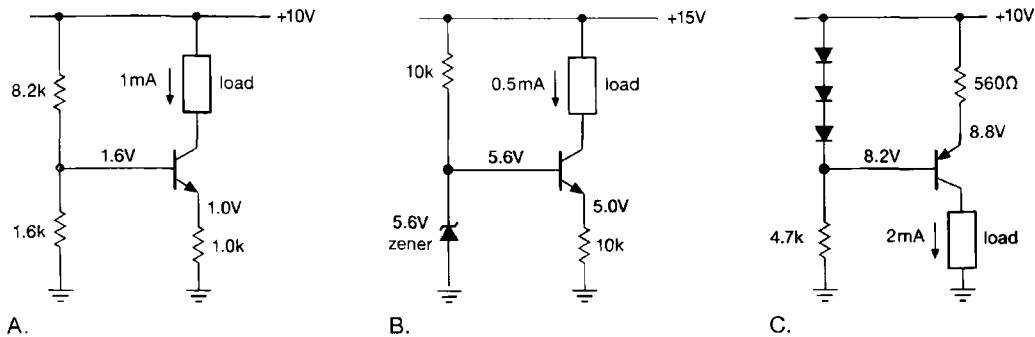 +10V
8.2k
1mA
load
1.6V
1.0V
1.6k
1.0k
A.
+15V
10k
0.5mA
load
5.6V
5.0V
5.6V
zener
10k
B.
+10V
560Ω
8.8V
8.2V
4.7k
2mA
load
C.